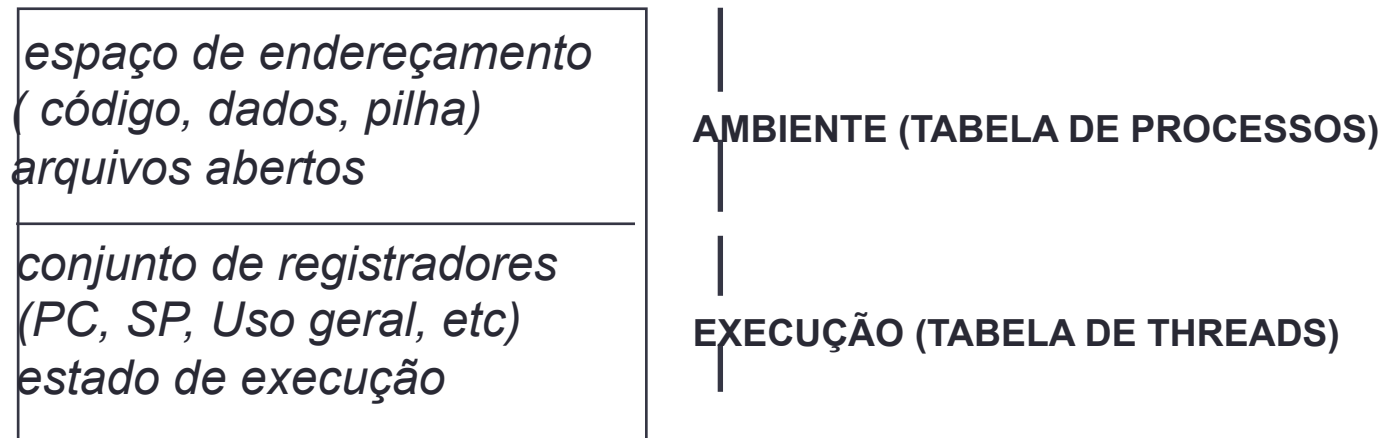 espaço de endereçamento
( código, dados, pilha)
arquivos abertos
AMBIENTE (TABELA DE PROCESSOS)
conjunto de registradores
(PC, SP, Uso geral, etc)
estado de execução
EXECUÇÃO (TABELA DE THREADS)